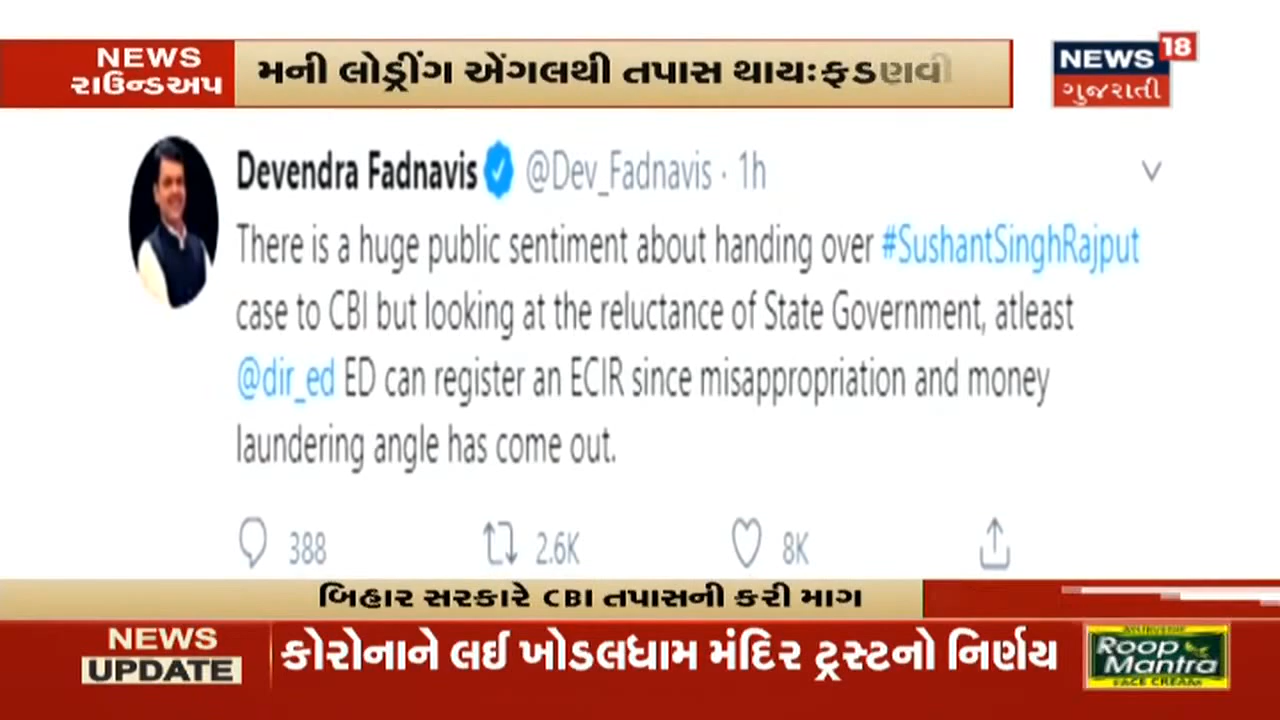 NEWS
રાઉન્ડઅપ
મની લોન્ડ્રીંગ એંગલથી તપાસ થાયઃફડણવી
NEWS 18
ગુજરાતી
Devendra Fadnavis @Dev_Fadnavis · 1h
There is a huge public sentiment about handing over #SushantSinghRajput
case to CBI but looking at the reluctance of State Government, atleast
@dir_ed ED can register an ECIR since misappropriation and money
laundering angle has come out.
388 2.6K 8K
બિહાર સરકારે CBI તપાસની કરી માગ
NEWS
UPDATE
કોરોનાને લઈ ખોડલધામ મંદિર ટ્રસ્ટનો નિર્ણય
Roop
Mantra
FACE CREAM